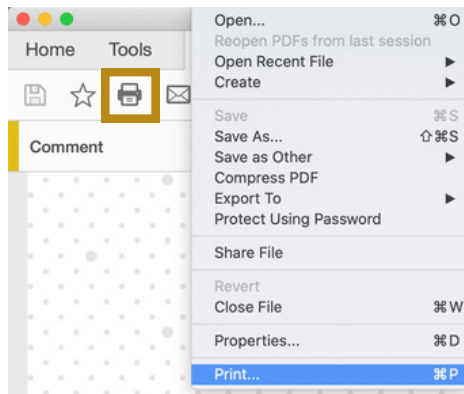 Home Tools
Comment
Open... ⌘O
Reopen PDFs from last session
Open Recent File ▶
Create ▶
Save ⌘S
Save As... ⇧⌘S
Save as Other ▶
Compress PDF
Export To ▶
Protect Using Password
Share File
Revert
Close File ⌘W
Properties... ⌘D
Print... ⌘P